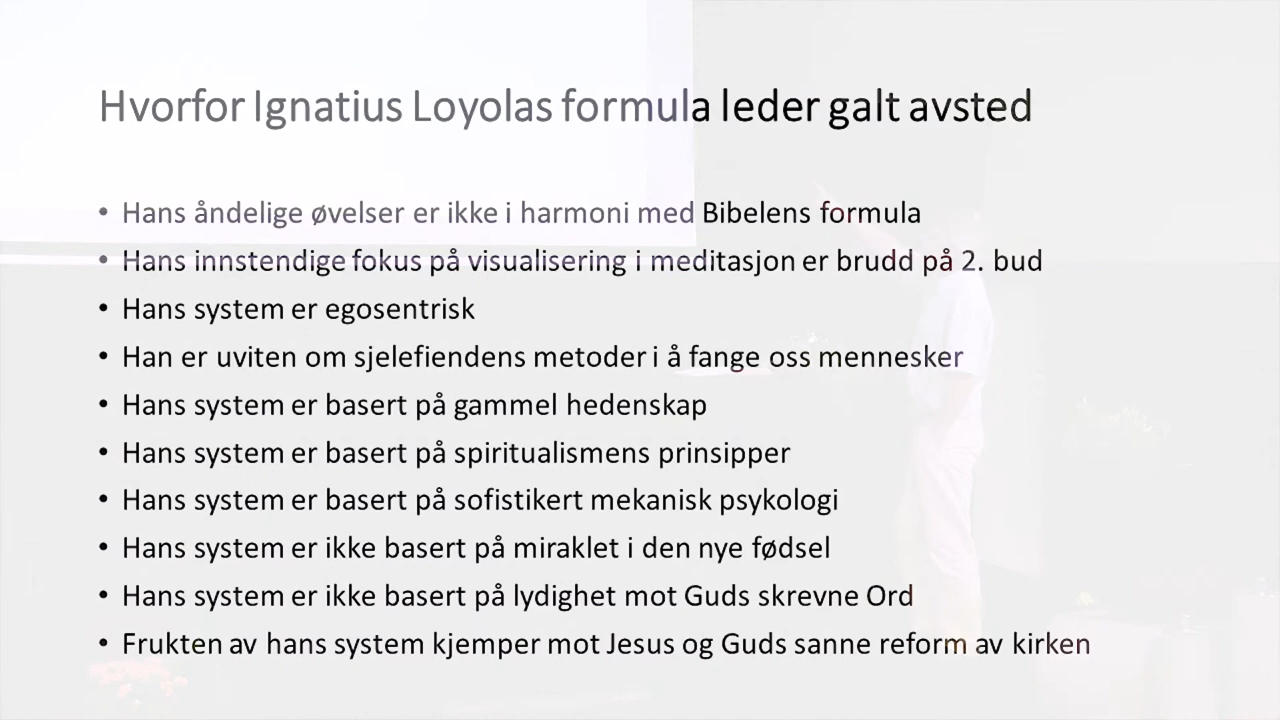 Hvorfor Ignatius Loyolas formula leder galt avsted
• Hans åndelige øvelser er ikke i harmoni med Bibelens formula
• Hans innstendige fokus på visualisering i meditasjon er brudd på 2. bud
• Hans system er egosentrisk
• Han er uviten om sjelefiendens metoder i å fange oss mennesker
• Hans system er basert på gammel hedenskap
• Hans system er basert på spiritualismens prinsipper
• Hans system er basert på sofistikert mekanisk psykologi
• Hans system er ikke basert på miraklet i den nye fødsel
• Hans system er ikke basert på lydighet mot Guds skrevne Ord
• Frukten av hans system kjemper mot Jesus og Guds sanne reform av kirken